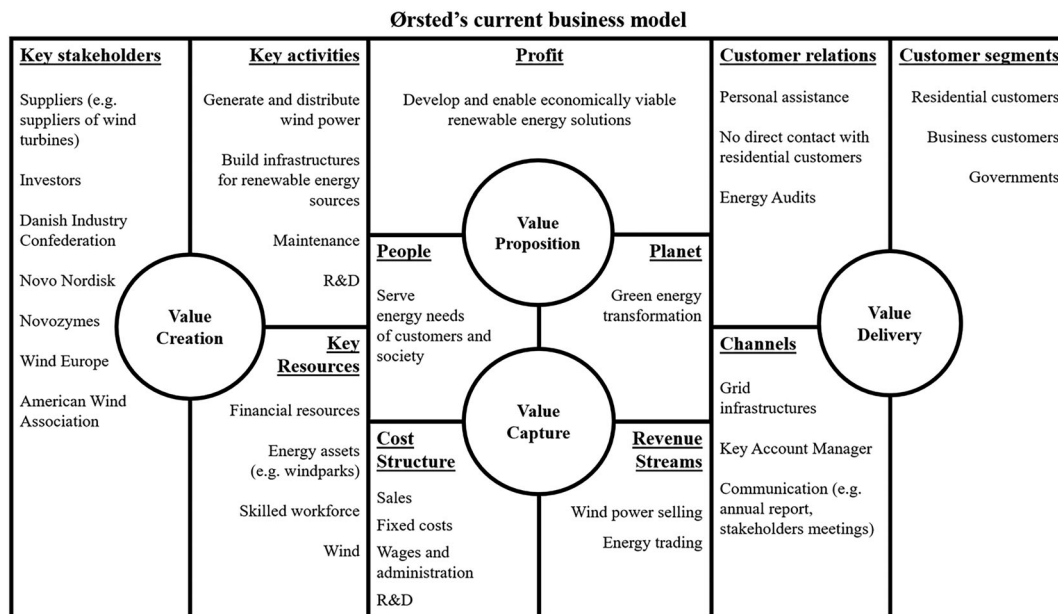 Ørsted’s current business model
Key stakeholders
Suppliers (e.g.
suppliers of wind
turbines)
Investors
Danish Industry
Confederation
Novo Nordisk
Novozymes
Wind Europe
American Wind
Association
Value
Creation
Key activities
Generate and distribute
wind power
Build infrastructures
for renewable energy
sources
Maintenance
R&D
Key
Resources
Financial resources
Energy assets
(e.g. windparks)
Skilled workforce
Wind
Profit
Develop and enable economically viable
renewable energy solutions
Value
Proposition
People
Serve
energy needs
of customers and
society
Planet
Green energy
transformation
Value
Capture
Cost
Structure
Sales
Fixed costs
Wages and
administration
R&D
Revenue
Streams
Wind power selling
Energy trading
Customer relations
Personal assistance
No direct contact with
residential customers
Energy Audits
Channels
Grid
infrastructures
Key Account Manager
Communication (e.g.
annual report,
stakeholders meetings)
Value
Delivery
Customer segments
Residential customers
Business customers
Governments